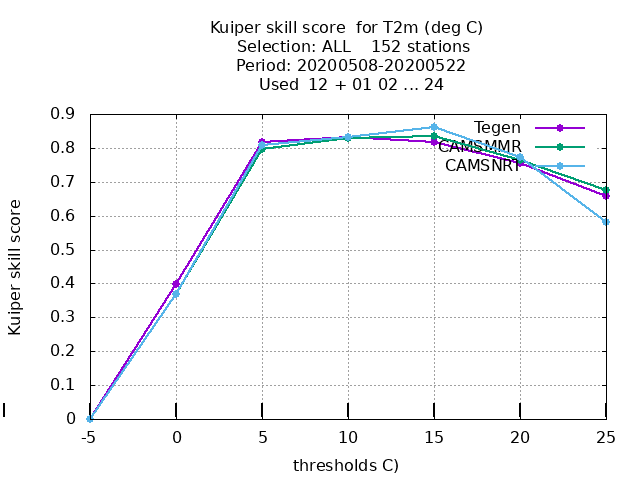 Kuiper skill score  for T2m (deg C)
Selection: ALL    152 stations
Period: 20200508-20200522
Used  12 + 01 02 ... 24
Tegen
CAMSMMR
CAMSNRT
0.9
0.8
0.7
0.6
0.5
0.4
0.3
0.2
0.1
0
Kuiper skill score
-5 0 5 10 15 20 25
thresholds C)